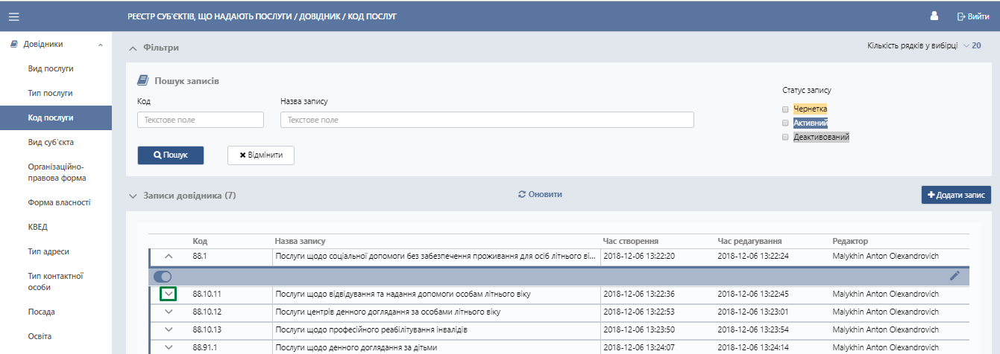 РЕЄСТР СУБ'ЄКТІВ, ЩО НАДАЮТЬ ПОСЛУГИ / ДОВІДНИК / КОД ПОСЛУГ
Вийти
Довідники
Вид послуги
Тип послуги
Код послуги
Вид суб'єкта
Організаційно-
правова форма
Форма власності
КВЕД
Тип адреси
Тип контактної
особи
Посада
Освіта
Фільтри
Кількість рядків у вибірці 20
Пошук записів
Код Назва запису
Текстове поле Текстове поле
Статус запису
Чернетка
Активний
Деактивований
Пошук Відмінити
Записи довідника (7) Оновити Додати запис
Код Назва запису Час створення Час редагування Редактор
88.1 Послуги щодо соціальної допомоги без забезпечення проживання для осіб літнього ві... 2018-12-06 13:22:20 2018-12-06 13:22:24 Malykhin Anton Olexandrovich
88.10.11 Послуги щодо відвідування та надання допомоги особам літнього віку 2018-12-06 13:22:36 2018-12-06 13:22:45 Malykhin Anton Olexandrovich
88.10.12 Послуги центрів денного доглядання за особами літнього віку 2018-12-06 13:22:53 2018-12-06 13:23:01 Malykhin Anton Olexandrovich
88.10.13 Послуги щодо професійного реабілітування інвалідів 2018-12-06 13:23:50 2018-12-06 13:23:54 Malykhin Anton Olexandrovich
88.91.1 Послуги щодо денного доглядання за дітьми 2018-12-06 13:24:07 2018-12-06 13:24:14 Malykhin Anton Olexandrovich